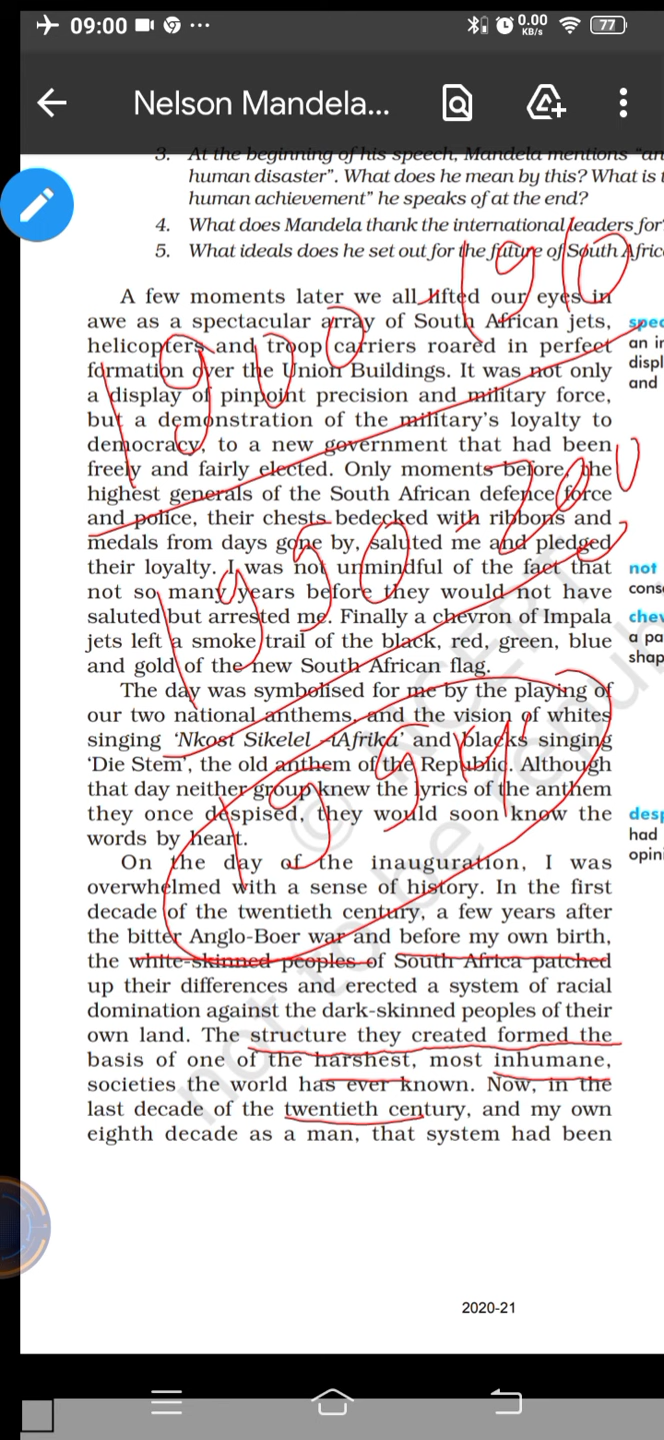 09:00
0.00
KB/s
77
Nelson Mandela...
3. At the beginning of his speech, Mandela mentions "an
human disaster". What does he mean by this? What is
human achievement" he speaks of at the end?
4. What does Mandela thank the international leaders for
5. What ideals does he set out for the future of South Afric
1900 - 1910
A few moments later we all lifted our eyes in
awe as a spectacular array of South African jets,
helicopters and troop carriers roared in perfect
formation over the Union Buildings. It was not only
a display of pinpoint precision and military force,
but a demonstration of the military's loyalty to
democracy, to a new government that had been
freely and fairly elected. Only moments before, the
highest generals of the South African defence force
and police, their chests bedecked with ribbons and
medals from days gone by, saluted me and pledged
their loyalty. I was not unmindful of the fact that
not so many years before they would not have
saluted but arrested me. Finally a chevron of Impala
jets left a smoke trail of the black, red, green, blue
and gold of the new South African flag.
The day was symbolised for me by the playing of
our two national anthems, and the vision of whites
singing 'Nkosi Sikelel –iAfrika' and blacks singing
'Die Stem', the old anthem of the Republic. Although
that day neither group knew the lyrics of the anthem
they once despised, they would soon know the
words by heart.
On the day of the inauguration, I was
overwhelmed with a sense of history. In the first
decade of the twentieth century, a few years after
the bitter Anglo-Boer war and before my own birth,
the white-skinned peoples of South Africa patched
up their differences and erected a system of racial
domination against the dark-skinned peoples of their
own land. The structure they created formed the
basis of one of the harshest, most inhumane,
societies the world has ever known. Now, in the
last decade of the twentieth century, and my own
eighth decade as a man, that system had been
spec
an in
displ
and
not
cons
chev
a pa
shap
desp
had
opini
© NCERT
not to be republ
2020-21